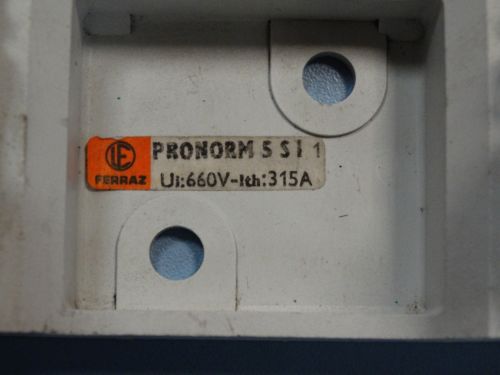 FERRAZ
PRONORM 5 S I 1
Ui:660V-Ith:315A